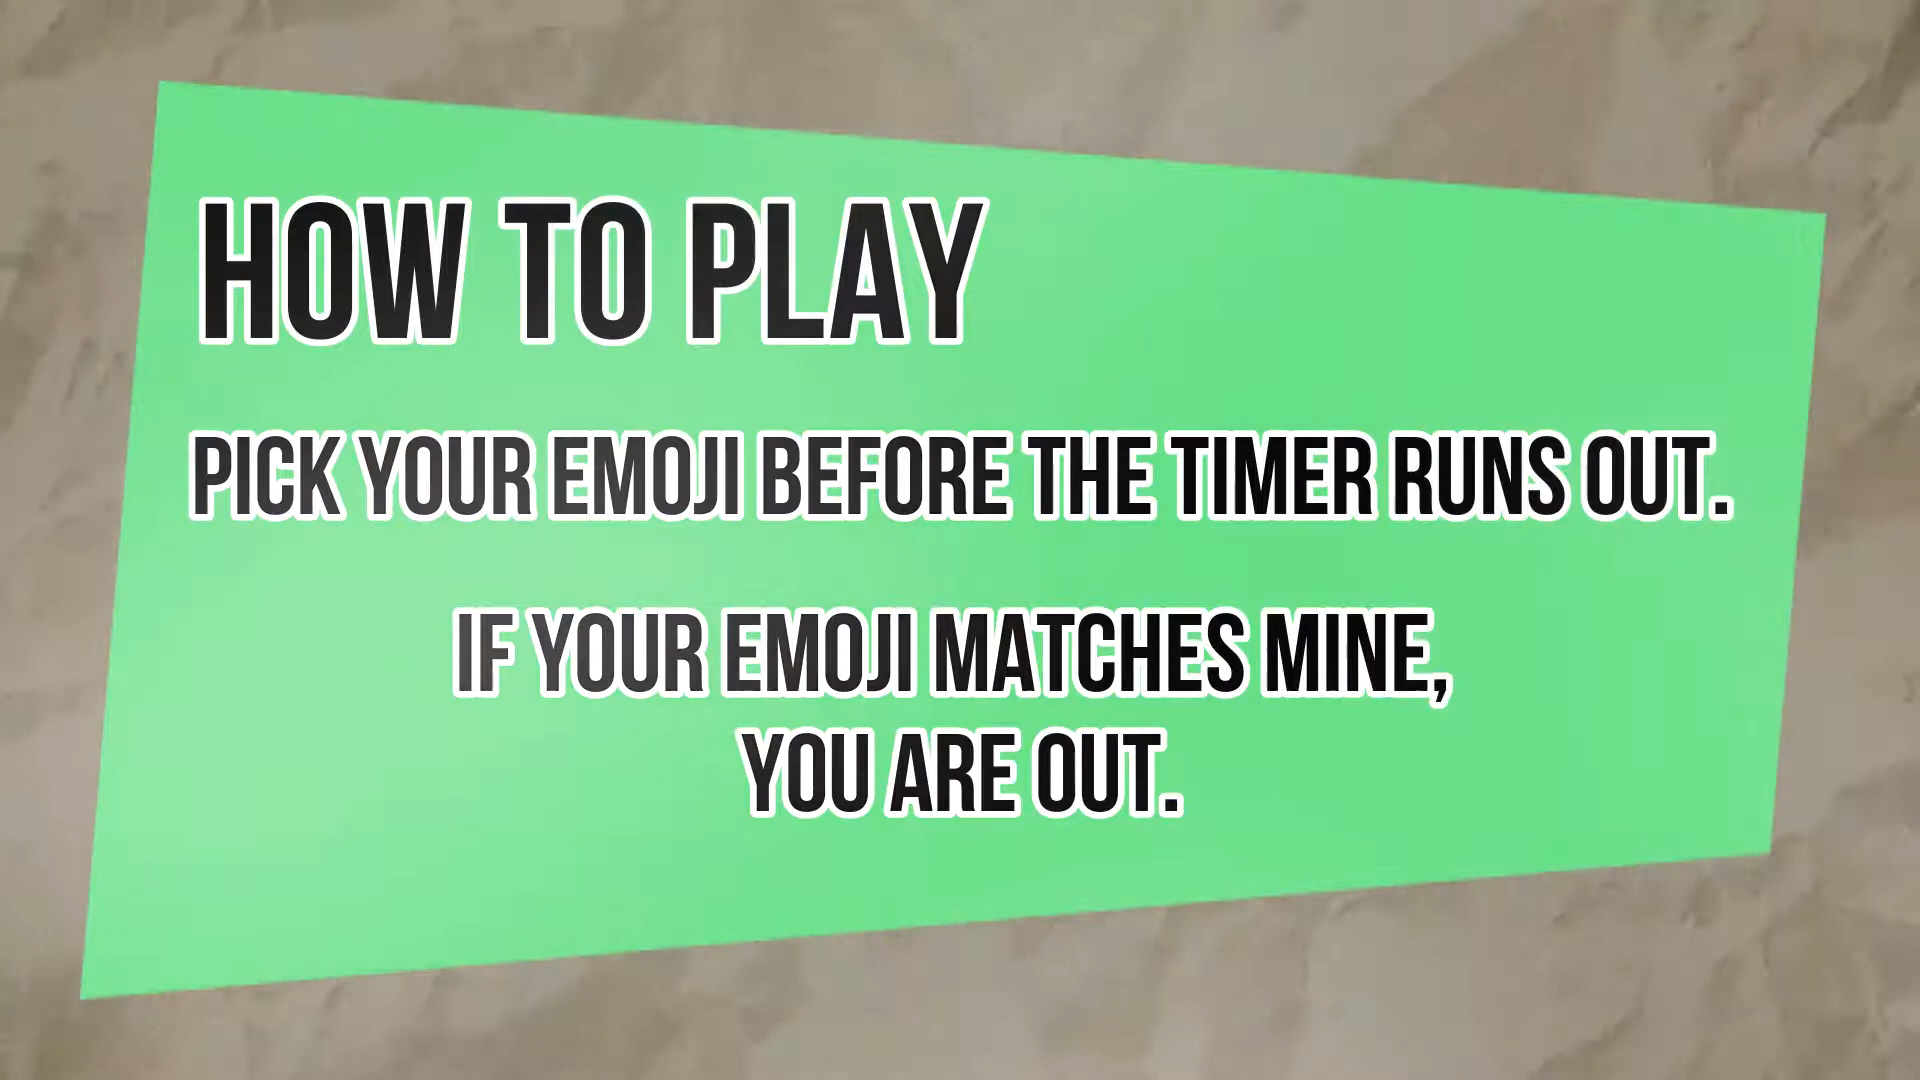 HOW TO PLAY
PICK YOUR EMOJI BEFORE THE TIMER RUNS OUT.
IF YOUR EMOJI MATCHES MINE,
YOU ARE OUT.